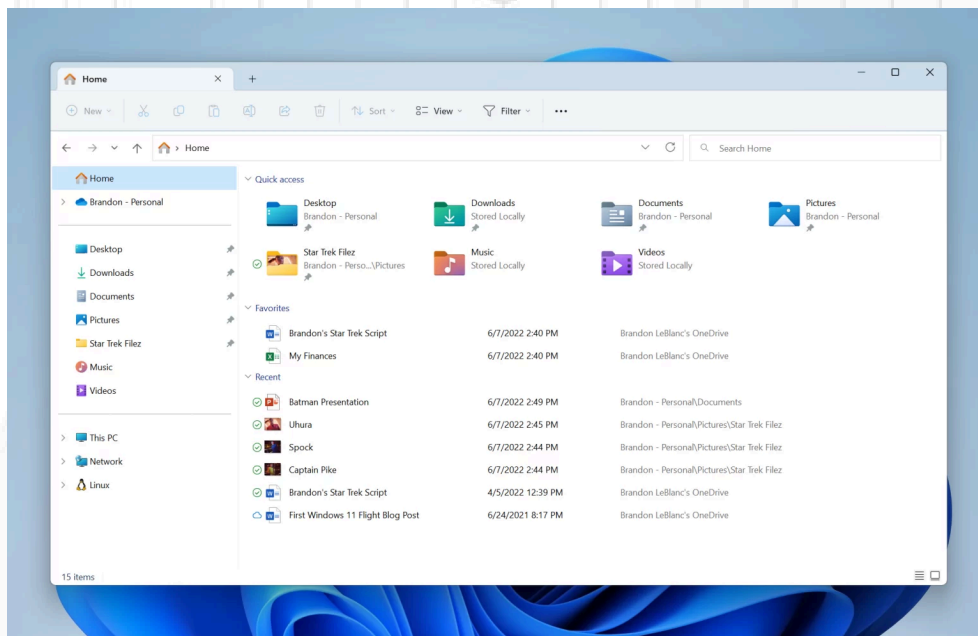 Home
New
Sort
View
Filter
Home
Search Home
Home
Brandon - Personal
Desktop
Downloads
Documents
Pictures
Star Trek Filez
Music
Videos
This PC
Network
Linux
Quick access
Desktop
Brandon - Personal
Downloads
Stored Locally
Documents
Brandon - Personal
Pictures
Brandon - Personal
Star Trek Filez
Brandon - Perso...\Pictures
Music
Stored Locally
Videos
Stored Locally
Favorites
Brandon's Star Trek Script 6/7/2022 2:40 PM Brandon LeBlanc's OneDrive
My Finances 6/7/2022 2:40 PM Brandon LeBlanc's OneDrive
Recent
Batman Presentation 6/7/2022 2:49 PM Brandon - Personal\Documents
Uhura 6/7/2022 2:45 PM Brandon - Personal\Pictures\Star Trek Filez
Spock 6/7/2022 2:44 PM Brandon - Personal\Pictures\Star Trek Filez
Captain Pike 6/7/2022 2:44 PM Brandon - Personal\Pictures\Star Trek Filez
Brandon's Star Trek Script 4/5/2022 12:39 PM Brandon LeBlanc's OneDrive
First Windows 11 Flight Blog Post 6/24/2021 8:17 PM Brandon LeBlanc's OneDrive
15 items